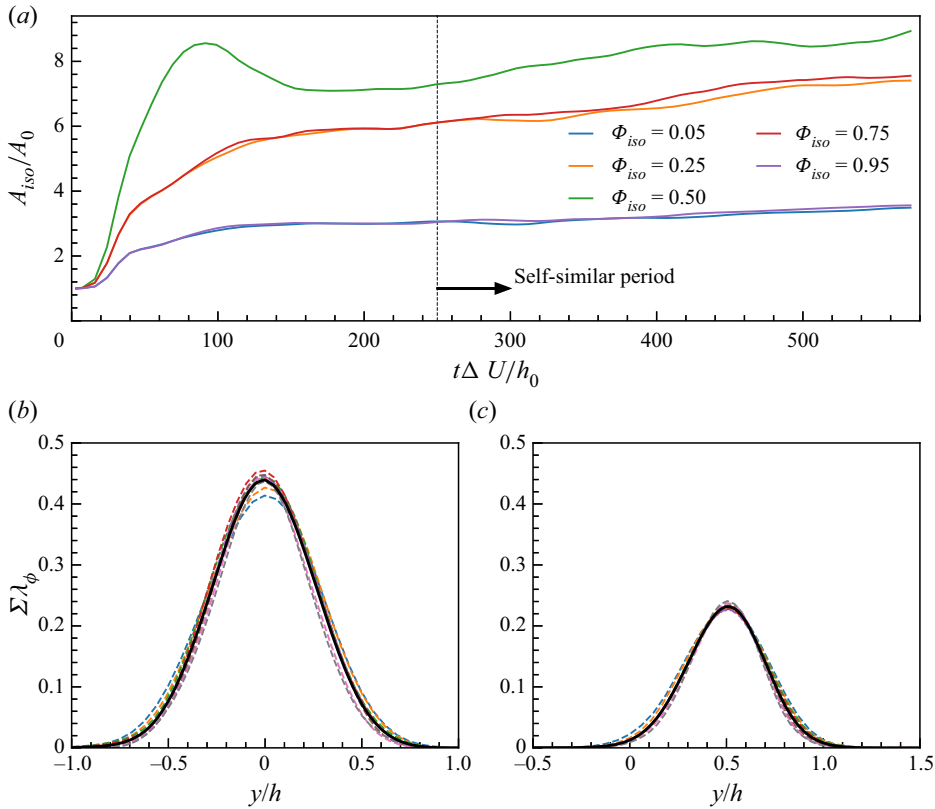 (a)
8
6
4
2
A_iso/A_0
Φ_iso = 0.05
Φ_iso = 0.75
Φ_iso = 0.25
Φ_iso = 0.95
Φ_iso = 0.50
Self-similar period
0 100 200 300 400 500
tΔ U/h_0
(b)
(c)
0.5 0.5
0.4 0.4
0.3 0.3
Σλ_ϕ
0.2 0.2
0.1 0.1
0 0
−1.0 −0.5 0 0.5 1.0
−0.5 0 0.5 1.0 1.5
y/h
y/h